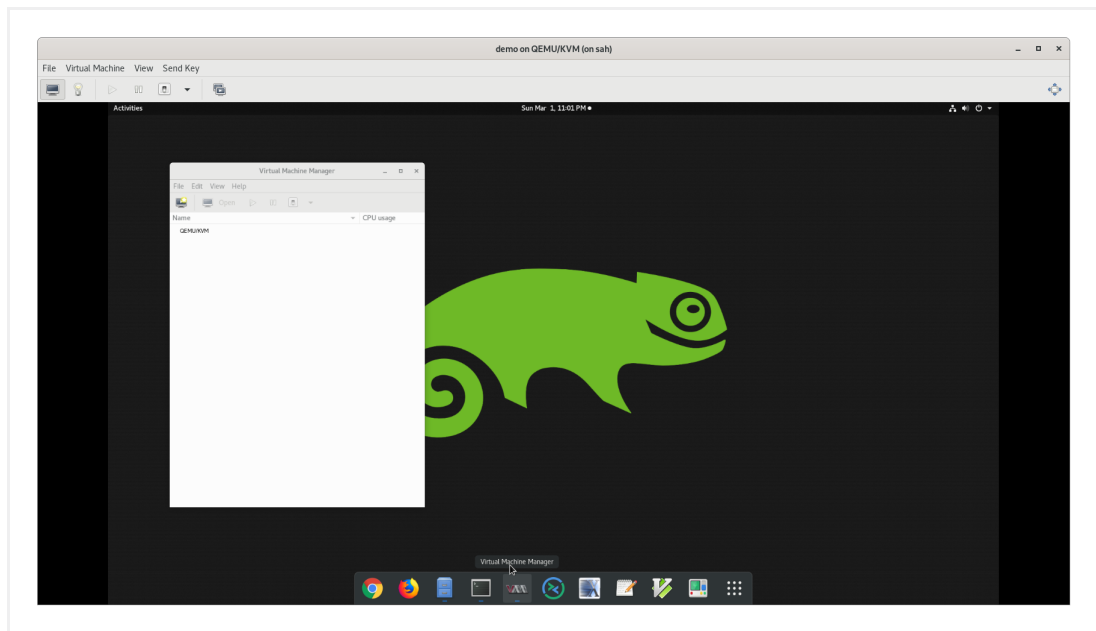 demo on QEMU/KVM (on sah)
File Virtual Machine View Send Key
Activities Sun Mar 1, 11:01 PM
Virtual Machine Manager
File Edit View Help
Open
Name CPU usage
QEMU/KVM
Virtual Machine Manager